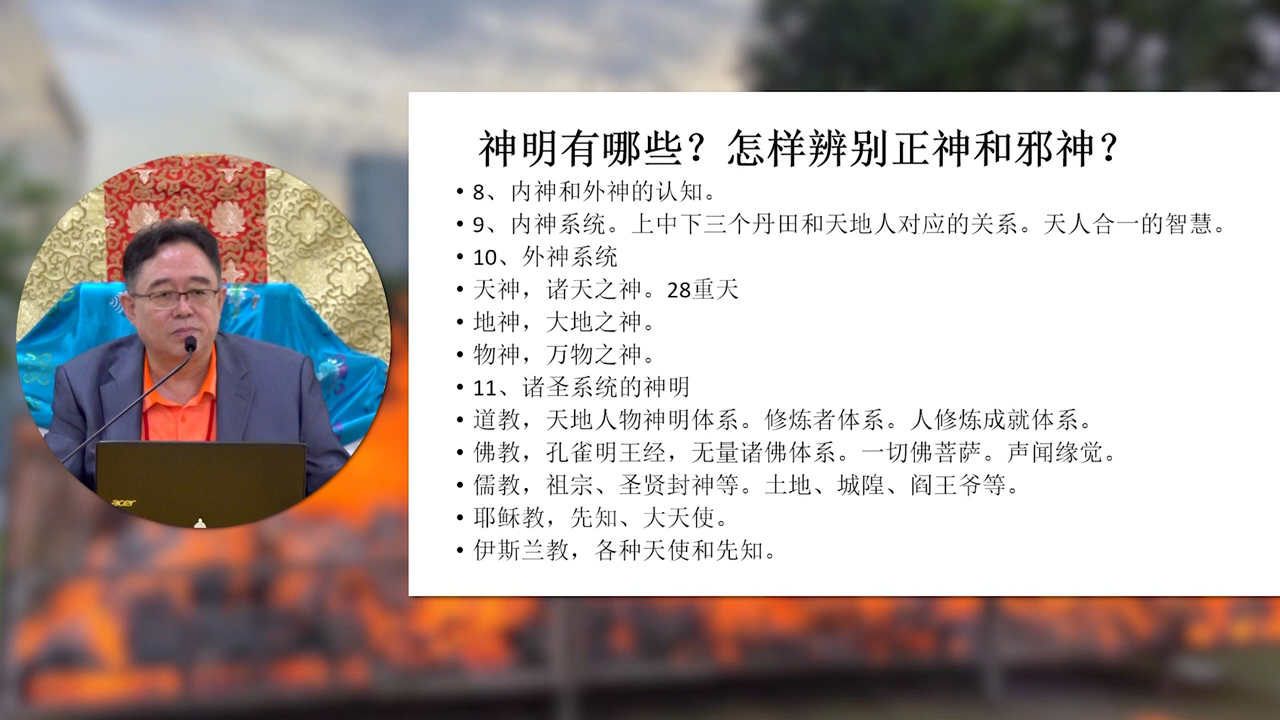 神明有哪些？怎样辨别正神和邪神？
• 8、内神和外神的认知。
• 9、内神系统。上中下三个丹田和天地人对应的关系。天人合一的智慧。
• 10、外神系统
• 天神，诸天之神。28重天
• 地神，大地之神。
• 物神，万物之神。
• 11、诸圣系统的神明
• 道教，天地人物神明体系。修炼者体系。人修炼成就体系。
• 佛教，孔雀明王经，无量诸佛体系。一切佛菩萨。声闻缘觉。
• 儒教，祖宗、圣贤封神等。土地、城隍、阎王爷等。
• 耶稣教，先知、大天使。
• 伊斯兰教，各种天使和先知。
acer